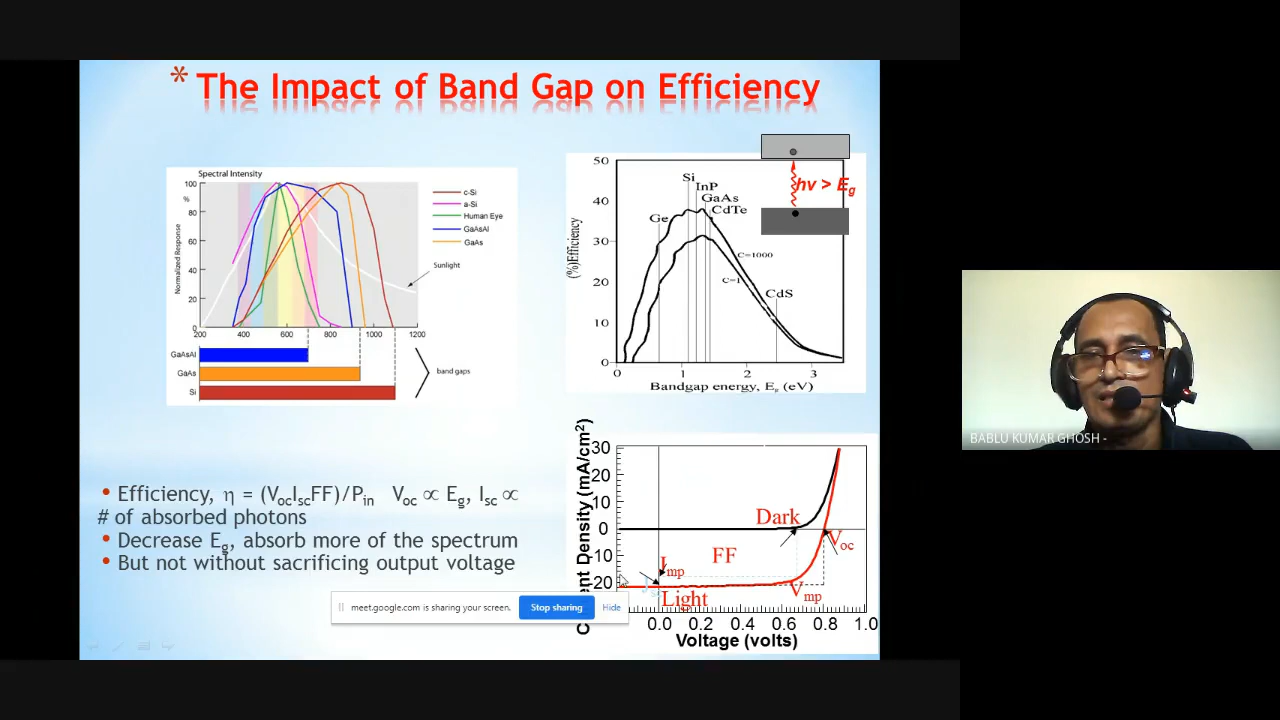 * The Impact of Band Gap on Efficiency
Spectral Intensity
100
%
80
60
40
20
0
Normalized Response
200 400 600 800 1000 1200
c-Si
a-Si
Human Eye
GaAsAl
GaAs
Sunlight
GaAsAl
GaAs
Si
band gaps
50
40
30
20
10
0
(%)Efficiency
Ge
Si
InP
GaAs
CdTe
C=1000
C=1
CdS
0 1 2 3
Bandgap energy, Eg (eV)
hν > Eg
• Efficiency, η = (VocIscFF)/Pin Voc ∝ Eg, Isc ∝
# of absorbed photons
• Decrease Eg, absorb more of the spectrum
• But not without sacrificing output voltage
30
20
10
0
10
-20
ent Density (mA/cm²)
Dark
Voc
FF
mp
Vmp
Light
0.0 0.2 0.4 0.6 0.8 1.0
Voltage (volts)
meet.google.com is sharing your screen.
Stop sharing
Hide
BABLU KUMAR GHOSH -